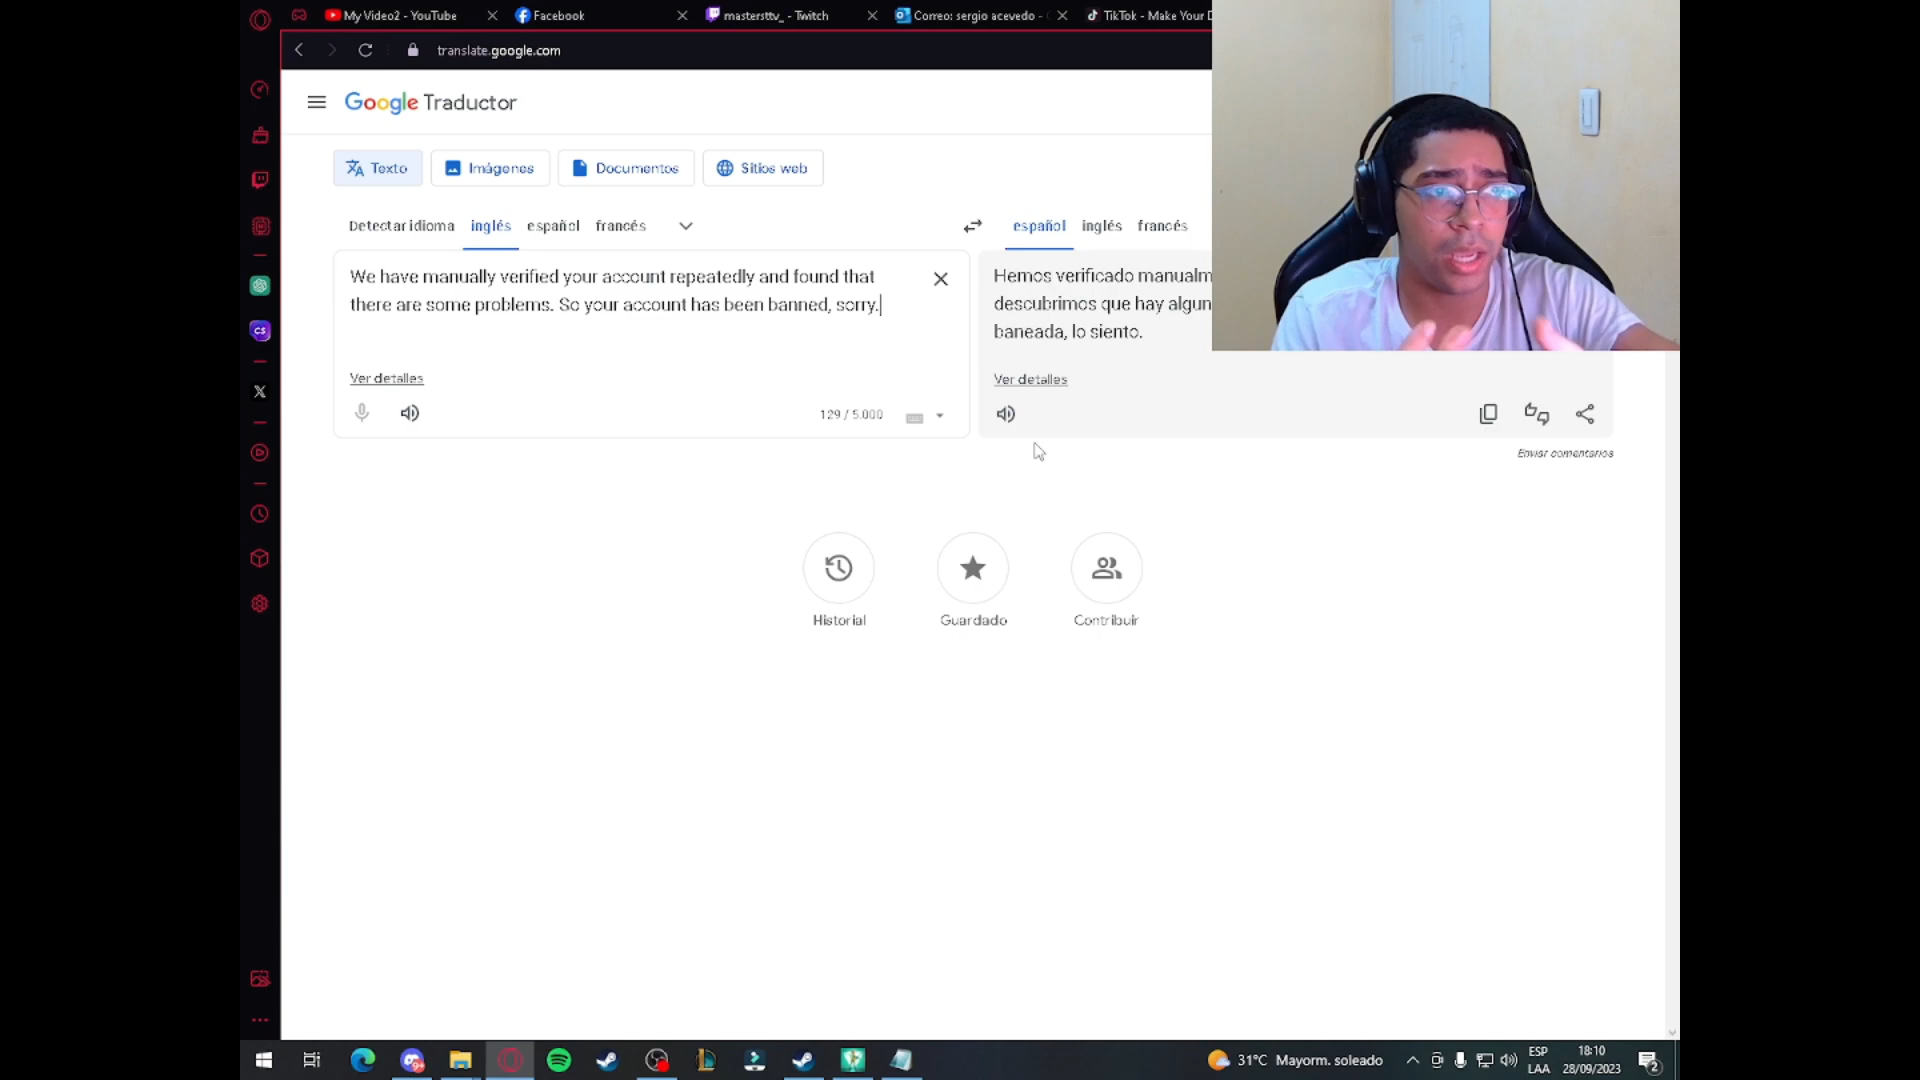 My Video2 - YouTube
Facebook
mastersttv_ - Twitch
Correo: sergio acevedo -
TikTok - Make Your D
translate.google.com
Google Traductor
Texto
Imágenes
Documentos
Sitios web
Detectar idioma
inglés
español
francés
español
inglés
francés
We have manually verified your account repeatedly and found that
there are some problems. So your account has been banned, sorry.
Ver detalles
129 / 5.000
Hemos verificado manualm
descubrimos que hay algun
baneada, lo siento.
Ver detalles
Enviar comentarios
Historial
Guardado
Contribuir
CS
31°C Mayorm. soleado
ESP
LAA
18:10
28/09/2023
2